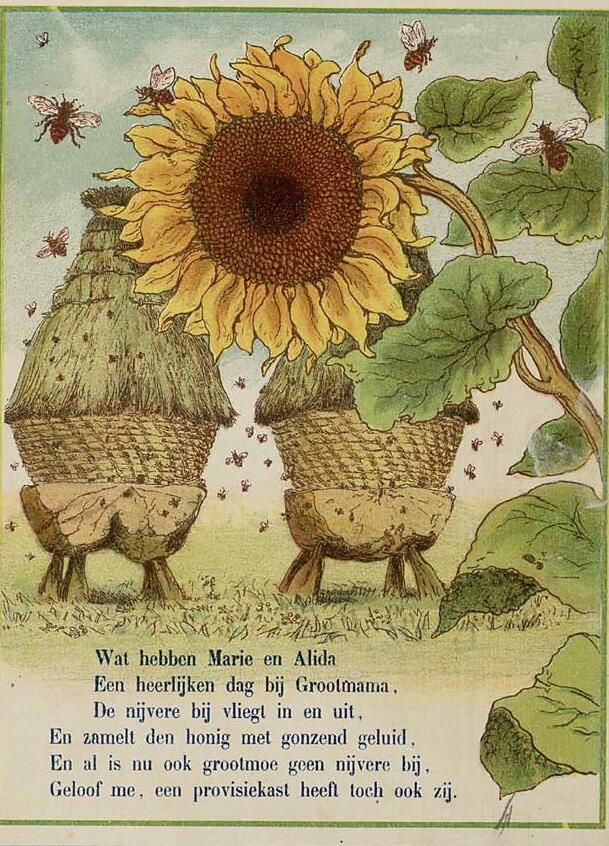 Wat hebben Marie en Alida
Een heerlijken dag bij Grootmama,
De nijvere bij vliegt in en uit,
En zamelt den honig met gonzend geluid,
En al is nu ook grootmoe geen nijvere bij,
Geloof me, een provisiekast heeft toch ook zij.